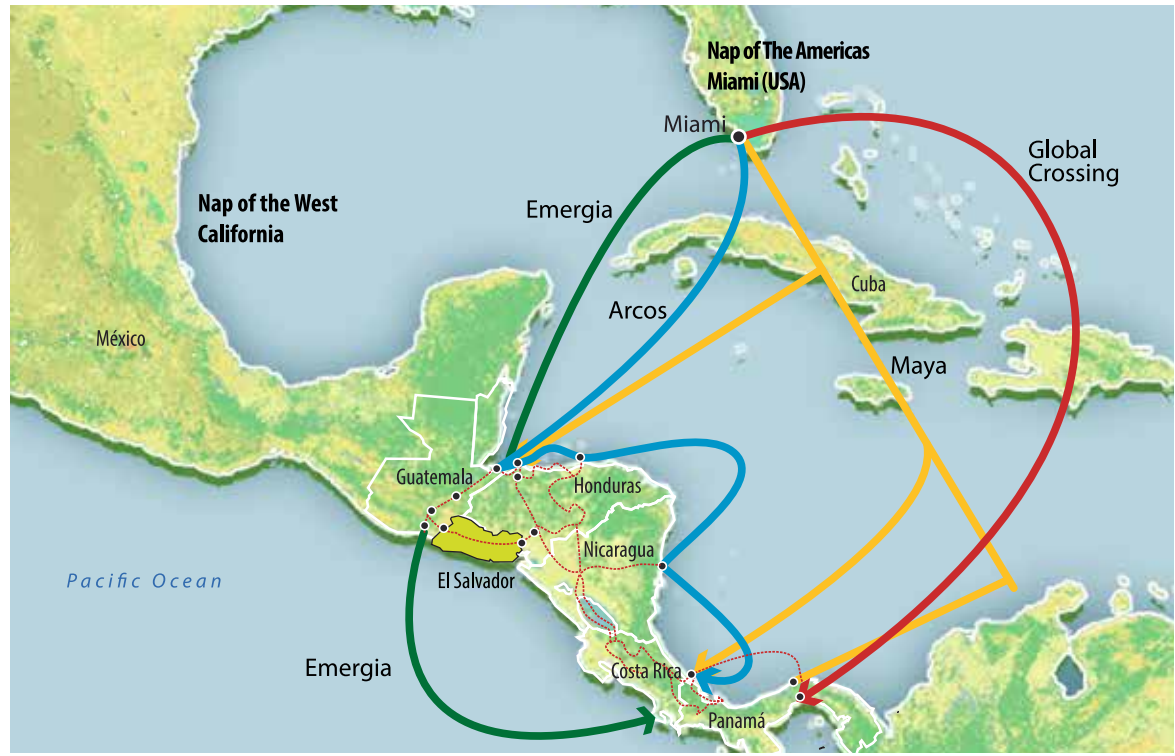 Nap of The Americas
Miami (USA)
Miami
Global
Crossing
Nap of the West
California
Emergia
Cuba
Arcos
México
Maya
Guatemala
Honduras
Nicaragua
El Salvador
Pacific Ocean
Emergia
Costa Rica
Panamá